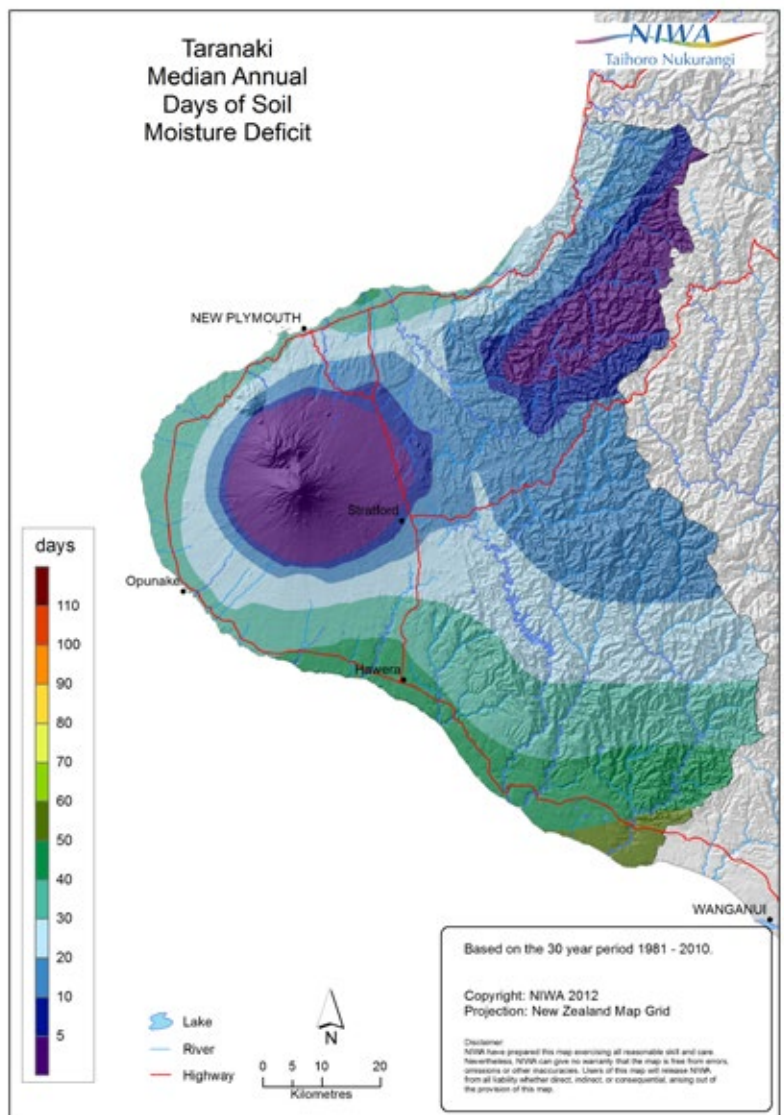 Taranaki
Median Annual
Days of Soil
Moisture Deficit
NIWA
Taihoro Nukurangi
NEW PLYMOUTH
Stratford
Opunake
Hawera
WANGANUI
days
110
100
90
80
70
60
50
40
30
20
10
5
Lake
River
Highway
N
0 5 10 20
Kilometres
Based on the 30 year period 1981 - 2010.
Copyright: NIWA 2012
Projection: New Zealand Map Grid
Disclaimer
NIWA have prepared this map exercising all reasonable skill and care.
Nevertheless, NIWA can give no warranty that the map is free from errors,
omissions or other inaccuracies. Users of this map will release NIWA
from all liability whether direct, indirect, or consequential, arising out of
the provision of this map.